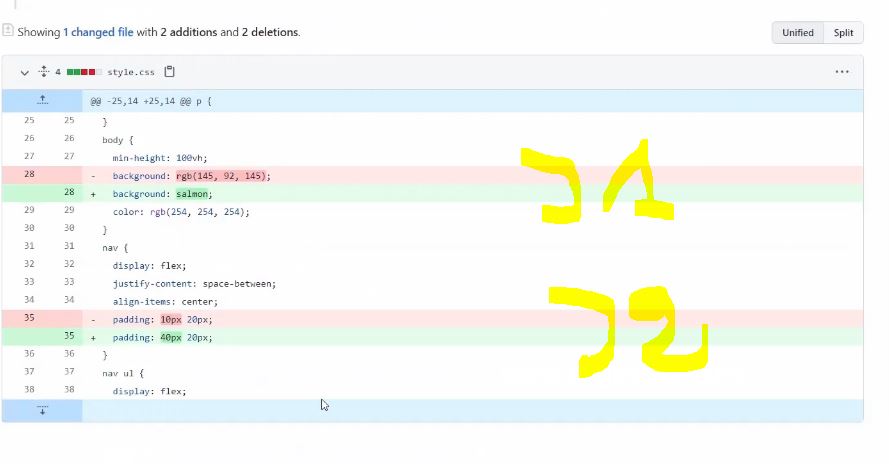 Showing 1 changed file with 2 additions and 2 deletions.
Unified Split
4 style.css
@@ -25,14 +25,14 @@ p {
25 25 }
26 26 body {
27 27 min-height: 100vh;
28 - background: rgb(145, 92, 145);
28 + background: salmon;
29 29 color: rgb(254, 254, 254);
30 30 }
31 31 nav {
32 32 display: flex;
33 33 justify-content: space-between;
34 34 align-items: center;
35 - padding: 10px 20px;
35 + padding: 40px 20px;
36 36 }
37 37 nav ul {
38 38 display: flex;